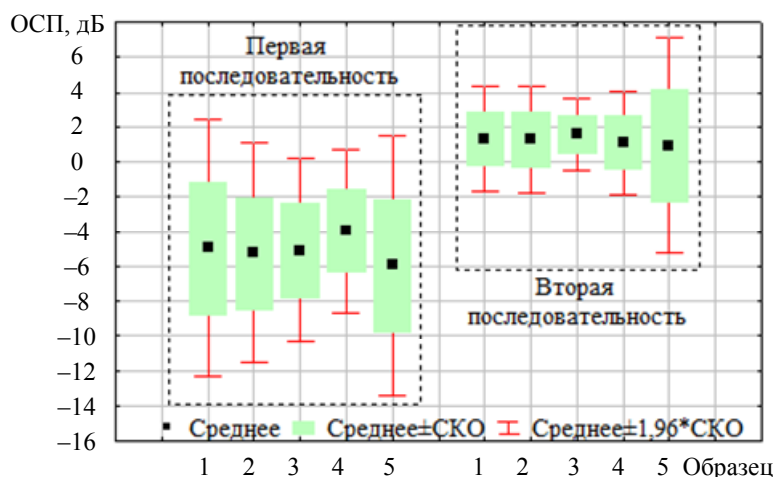 ОСП, дБ
6
4
2
0
–2
–4
–6
–8
–10
–12
–14
–16
Первая
последовательность
Вторая
последовательность
Среднее Среднее±СКО Среднее±1,96*СКО
1 2 3 4 5 1 2 3 4 5 Образец